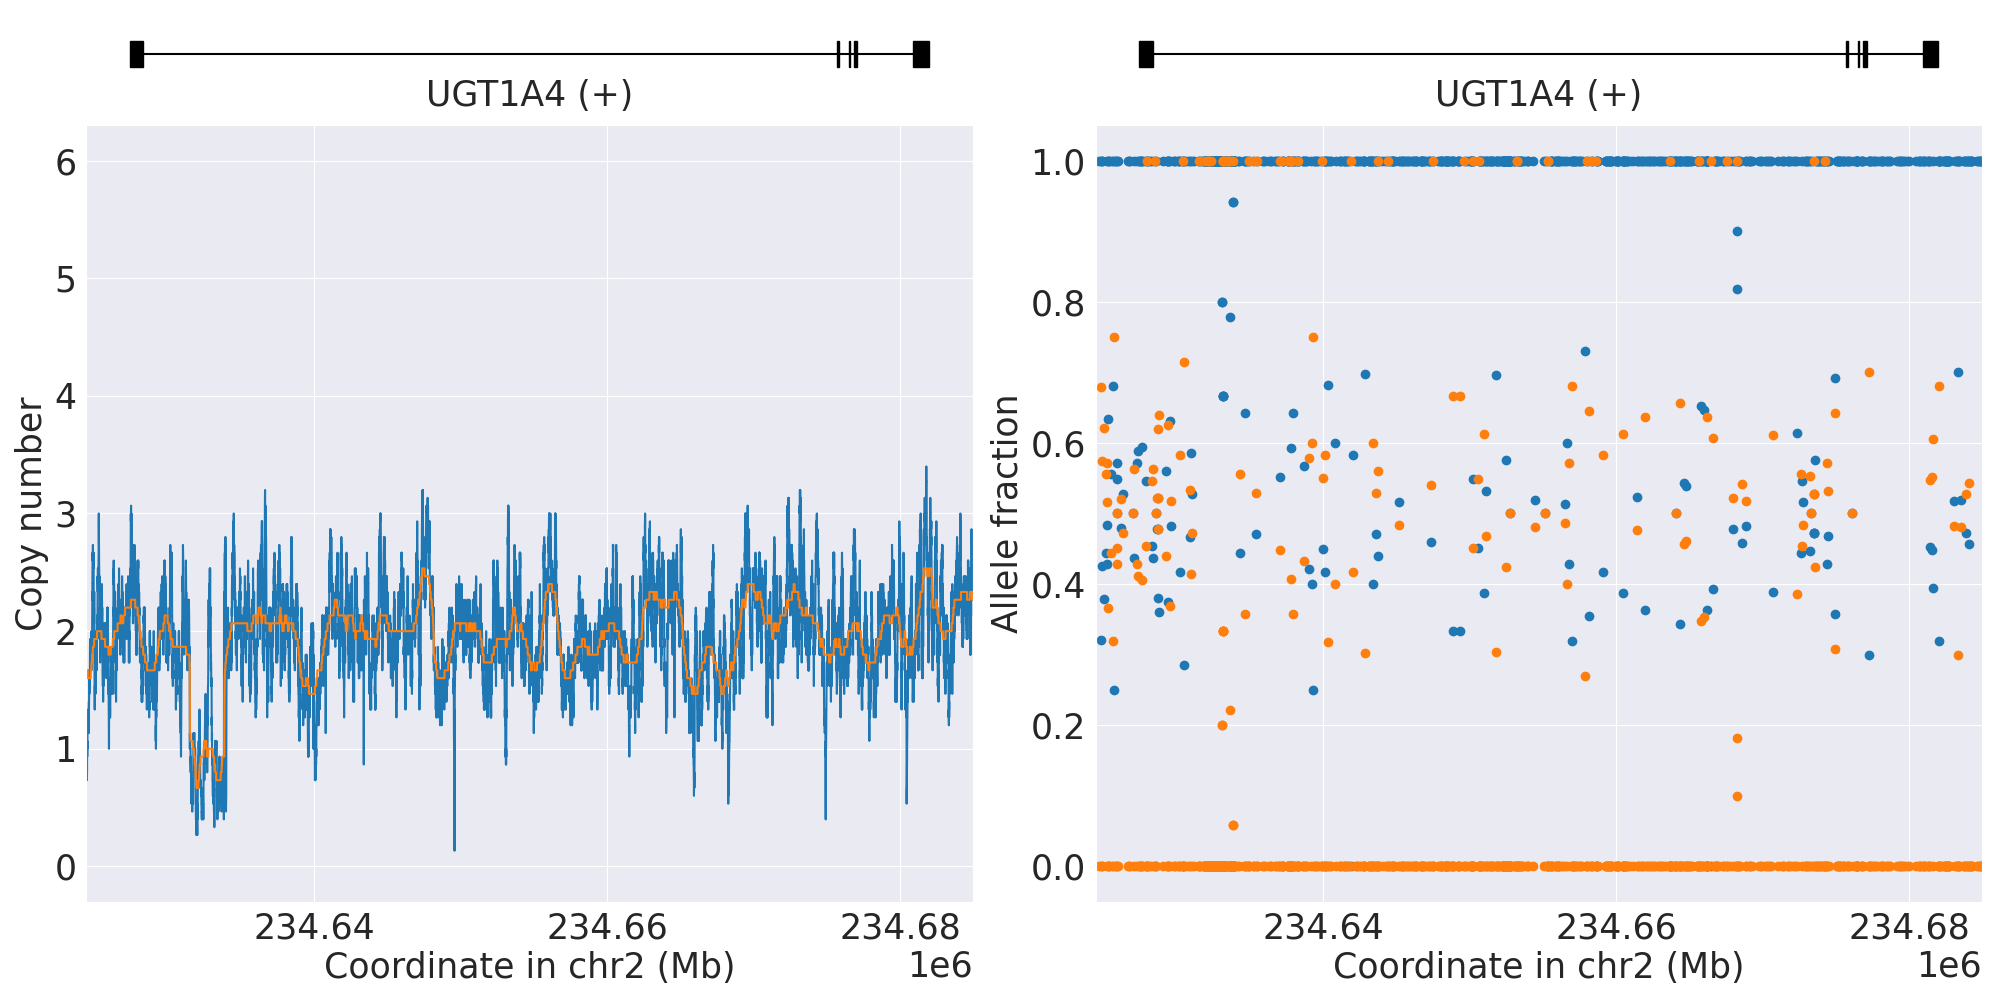 UGT1A4 (+)
6
5
4
3
2
1
0
Copy number
234.64
234.66
234.68
Coordinate in chr2 (Mb)
1e6
UGT1A4 (+)
1.0
0.8
0.6
0.4
0.2
0.0
Allele fraction
234.64
234.66
234.68
Coordinate in chr2 (Mb)
1e6